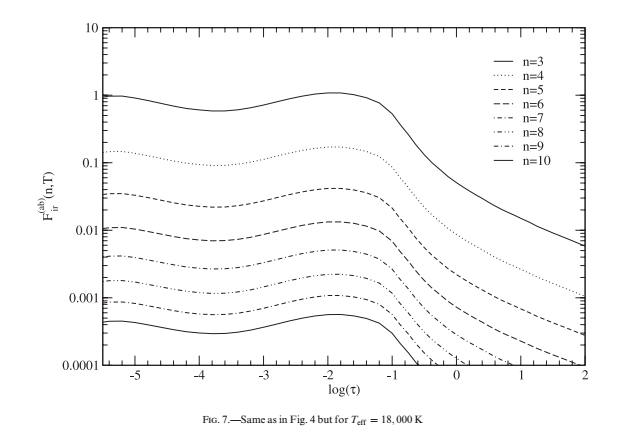 10
1
0.1
0.01
0.001
0.0001
F_ir^(ab)(n,T)
n=3
n=4
n=5
n=6
n=7
n=8
n=9
n=10
-5 -4 -3 -2 -1 0 1 2
log(τ)
FIG. 7.—Same as in Fig. 4 but for T_eff = 18,000 K